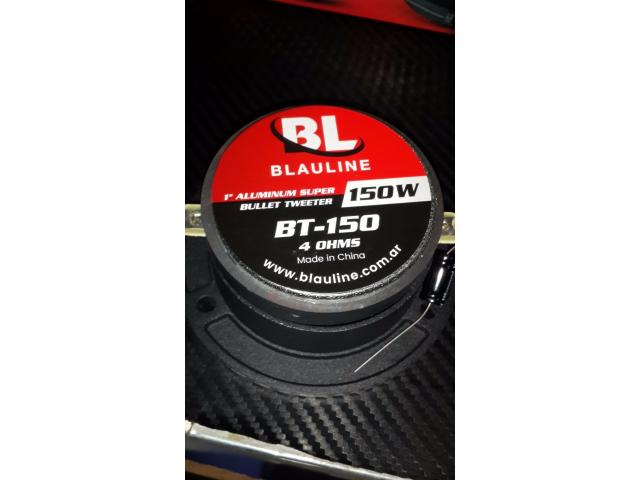 BL
BLAULINE
1" ALUMINUM SUPER
BULLET TWEETER
150W
BT-150
4 OHMS
Made in China
www.blauline.com.ar